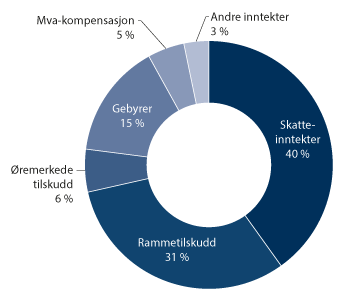 Andre inntekter
3 %
Mva-kompensasjon
5 %
Gebyrer
15 %
Skatte-
inntekter
40 %
Øremerkede
tilskudd
6 %
Rammetilskudd
31 %